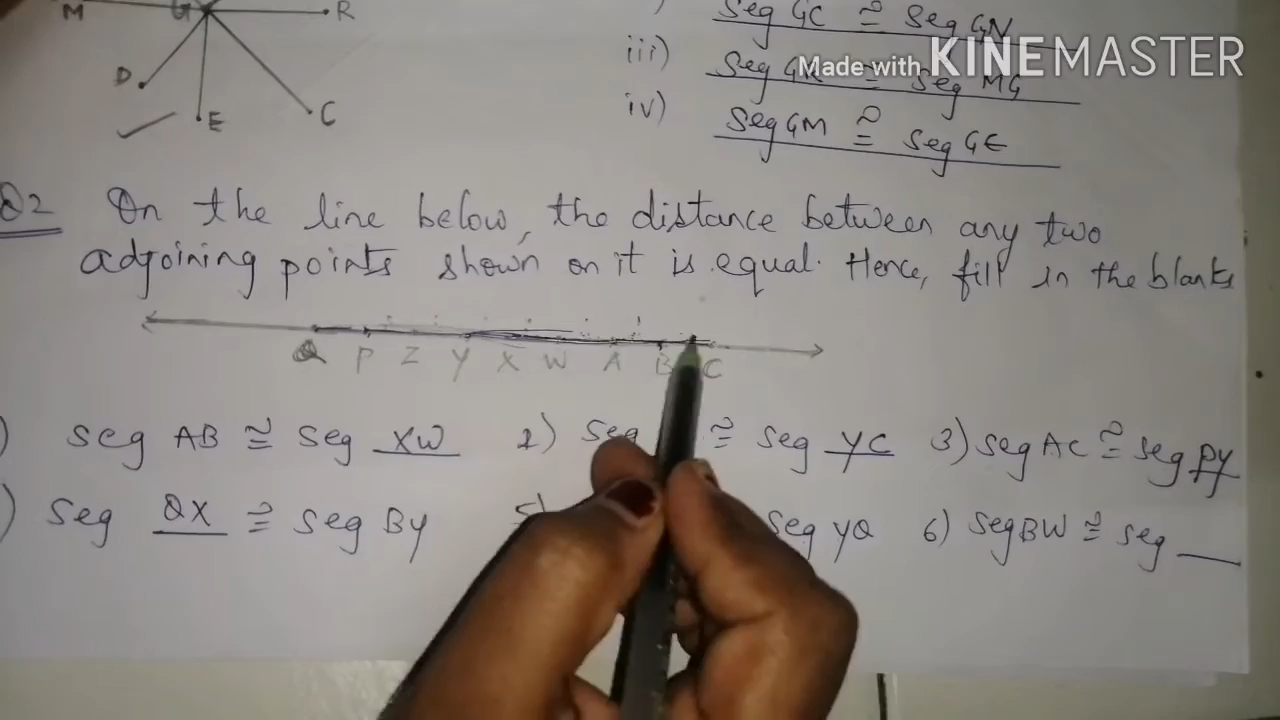 M G R
D
E
C
Seg GC ≅ Seg GN
iii) Seg ≅ Seg MG
iv) Seg GM ≅ Seg GE
Made with KINEMASTER
Q2 On the line below, the distance between any two
adjoining points shown on it is equal. Hence, fill in the blanks
Q P Z Y X W A B C
) seg AB ≅ seg XW 2) Seg ≅ seg YC 3) Seg AC ≅ seg PY
) Seg QX ≅ seg BY 5) seg YQ 6) Seg BW ≅ seg __